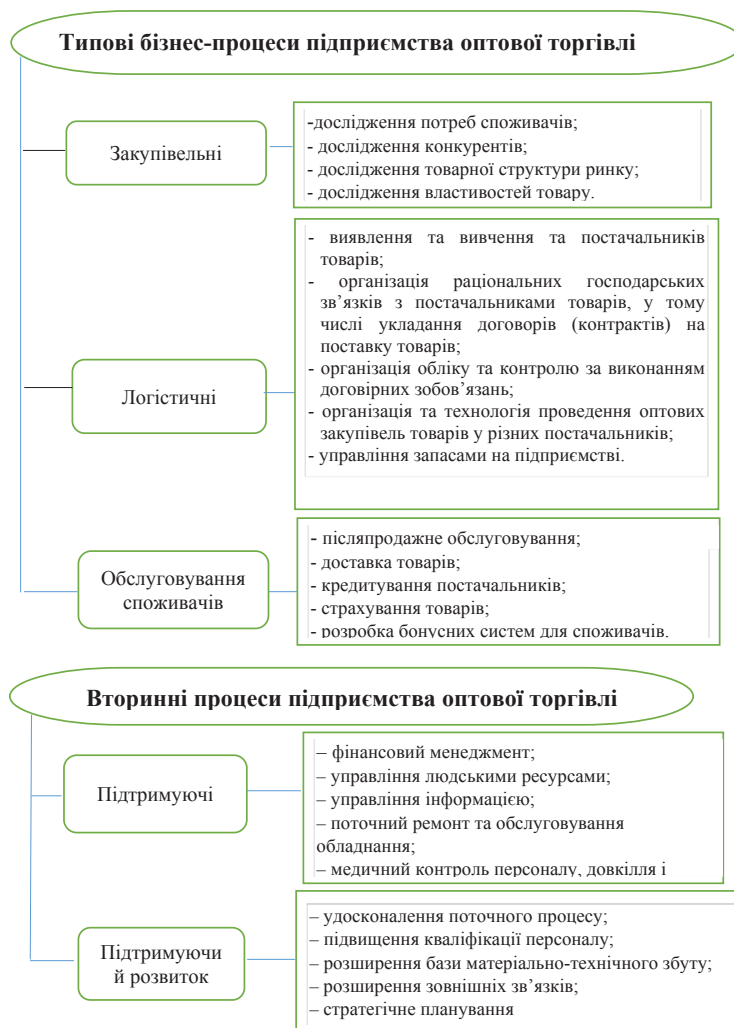 Типові бізнес-процеси підприємства оптової торгівлі
Закупівельні
-дослідження потреб споживачів;
- дослідження конкурентів;
- дослідження товарної структури ринку;
- дослідження властивостей товару.
Логістичні
- виявлення та вивчення та постачальників
товарів;
- організація раціональних господарських
зв’язків з постачальниками товарів, у тому
числі укладання договорів (контрактів) на
поставку товарів;
- організація обліку та контролю за виконанням
договірних зобов’язань;
- організація та технологія проведення оптових
закупівель товарів у різних постачальників;
- управління запасами на підприємстві.
Обслуговування
споживачів
- післяпродажне обслуговування;
- доставка товарів;
- кредитування постачальників;
- страхування товарів;
- розробка бонусних систем для споживачів.
Вторинні процеси підприємства оптової торгівлі
Підтримуючі
– фінансовий менеджмент;
– управління людськими ресурсами;
– управління інформацією;
– поточний ремонт та обслуговування
обладнання;
– медичний контроль персоналу, довкілля і
Підтримуючи
й розвиток
– удосконалення поточного процесу;
– підвищення кваліфікації персоналу;
– розширення бази матеріально-технічного збуту;
– розширення зовнішніх зв’язків;
– стратегічне планування